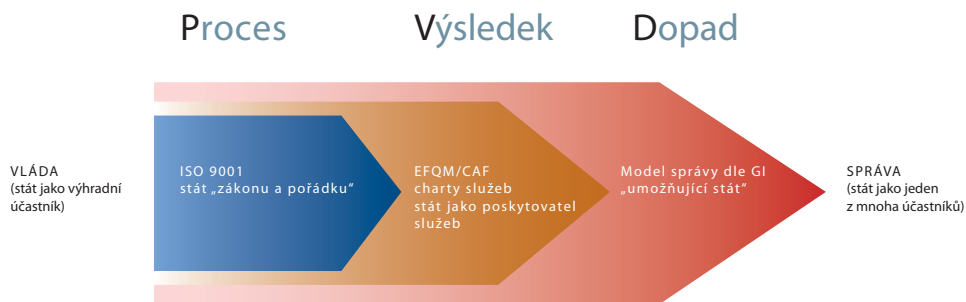 Proces
Výsledek
Dopad
VLÁDA
(stát jako výhradní
účastník)
ISO 9001
stát „zákonu a pořádku“
EFQM/CAF
charty služeb
stát jako poskytovatel
služeb
Model správy dle GI
„umožňující stát“
SPRÁVA
(stát jako jeden
z mnoha účastníků)